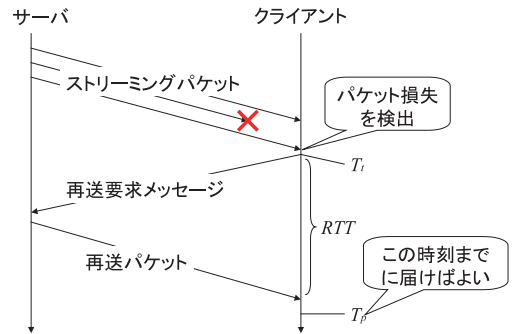 サーバ
クライアント
ストリーミングパケット
パケット損失
を検出
Tt
再送要求メッセージ
RTT
再送パケット
この時刻まで
に届けばよい
Tp